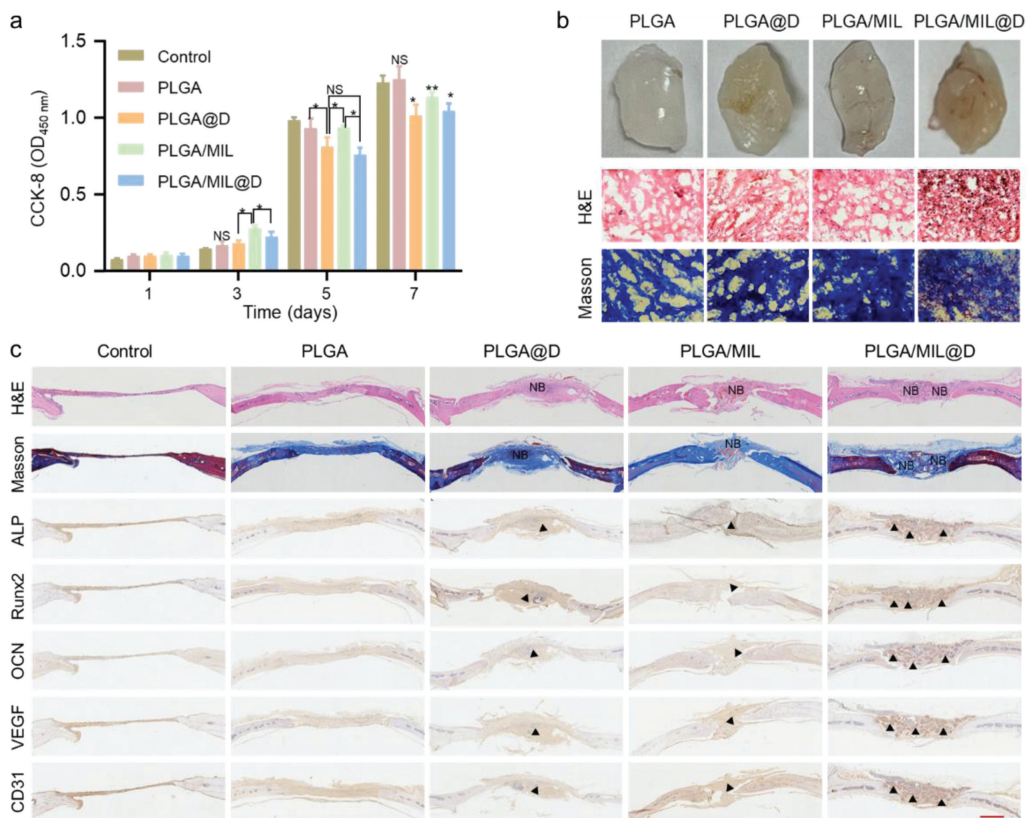 a
CCK-8 (OD450 nm)
1.5
1.0
0.5
0.0
Control
PLGA
PLGA@D
PLGA/MIL
PLGA/MIL@D
NS
*
*
NS
*
*
*
NS
*
**
*
1 3 5 7
Time (days)
b
PLGA PLGA@D PLGA/MIL PLGA/MIL@D
H&E
Masson
c
Control PLGA PLGA@D PLGA/MIL PLGA/MIL@D
H&E
NB NB NB NB
Masson
NB NB NB NB
ALP
Runx2
OCN
VEGF
CD31